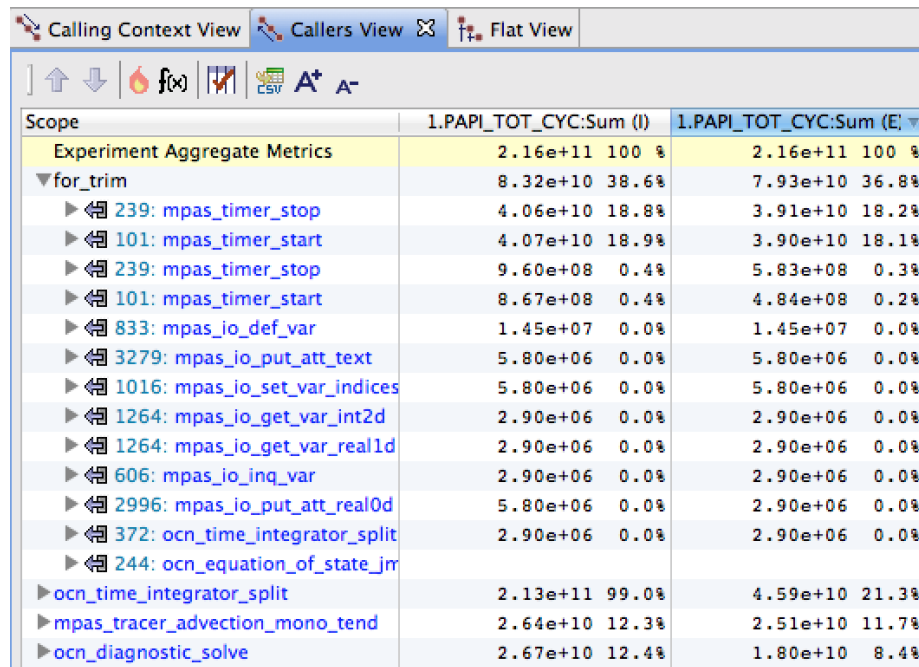 Calling Context View Callers View Flat View
f(x) CSV A+ A-
Scope 1.PAPI_TOT_CYC:Sum (I) 1.PAPI_TOT_CYC:Sum (E)
Experiment Aggregate Metrics 2.16e+11 100 % 2.16e+11 100 %
for_trim 8.32e+10 38.6% 7.93e+10 36.8%
239: mpas_timer_stop 4.06e+10 18.8% 3.91e+10 18.2%
101: mpas_timer_start 4.07e+10 18.9% 3.90e+10 18.1%
239: mpas_timer_stop 9.60e+08 0.4% 5.83e+08 0.3%
101: mpas_timer_start 8.67e+08 0.4% 4.84e+08 0.2%
833: mpas_io_def_var 1.45e+07 0.0% 1.45e+07 0.0%
3279: mpas_io_put_att_text 5.80e+06 0.0% 5.80e+06 0.0%
1016: mpas_io_set_var_indices 5.80e+06 0.0% 5.80e+06 0.0%
1264: mpas_io_get_var_int2d 2.90e+06 0.0% 2.90e+06 0.0%
1264: mpas_io_get_var_real1d 2.90e+06 0.0% 2.90e+06 0.0%
606: mpas_io_inq_var 2.90e+06 0.0% 2.90e+06 0.0%
2996: mpas_io_put_att_real0d 5.80e+06 0.0% 2.90e+06 0.0%
372: ocn_time_integrator_split 2.90e+06 0.0% 2.90e+06 0.0%
244: ocn_equation_of_state_jm
ocn_time_integrator_split 2.13e+11 99.0% 4.59e+10 21.3%
mpas_tracer_advection_mono_tend 2.64e+10 12.3% 2.51e+10 11.7%
ocn_diagnostic_solve 2.67e+10 12.4% 1.80e+10 8.4%